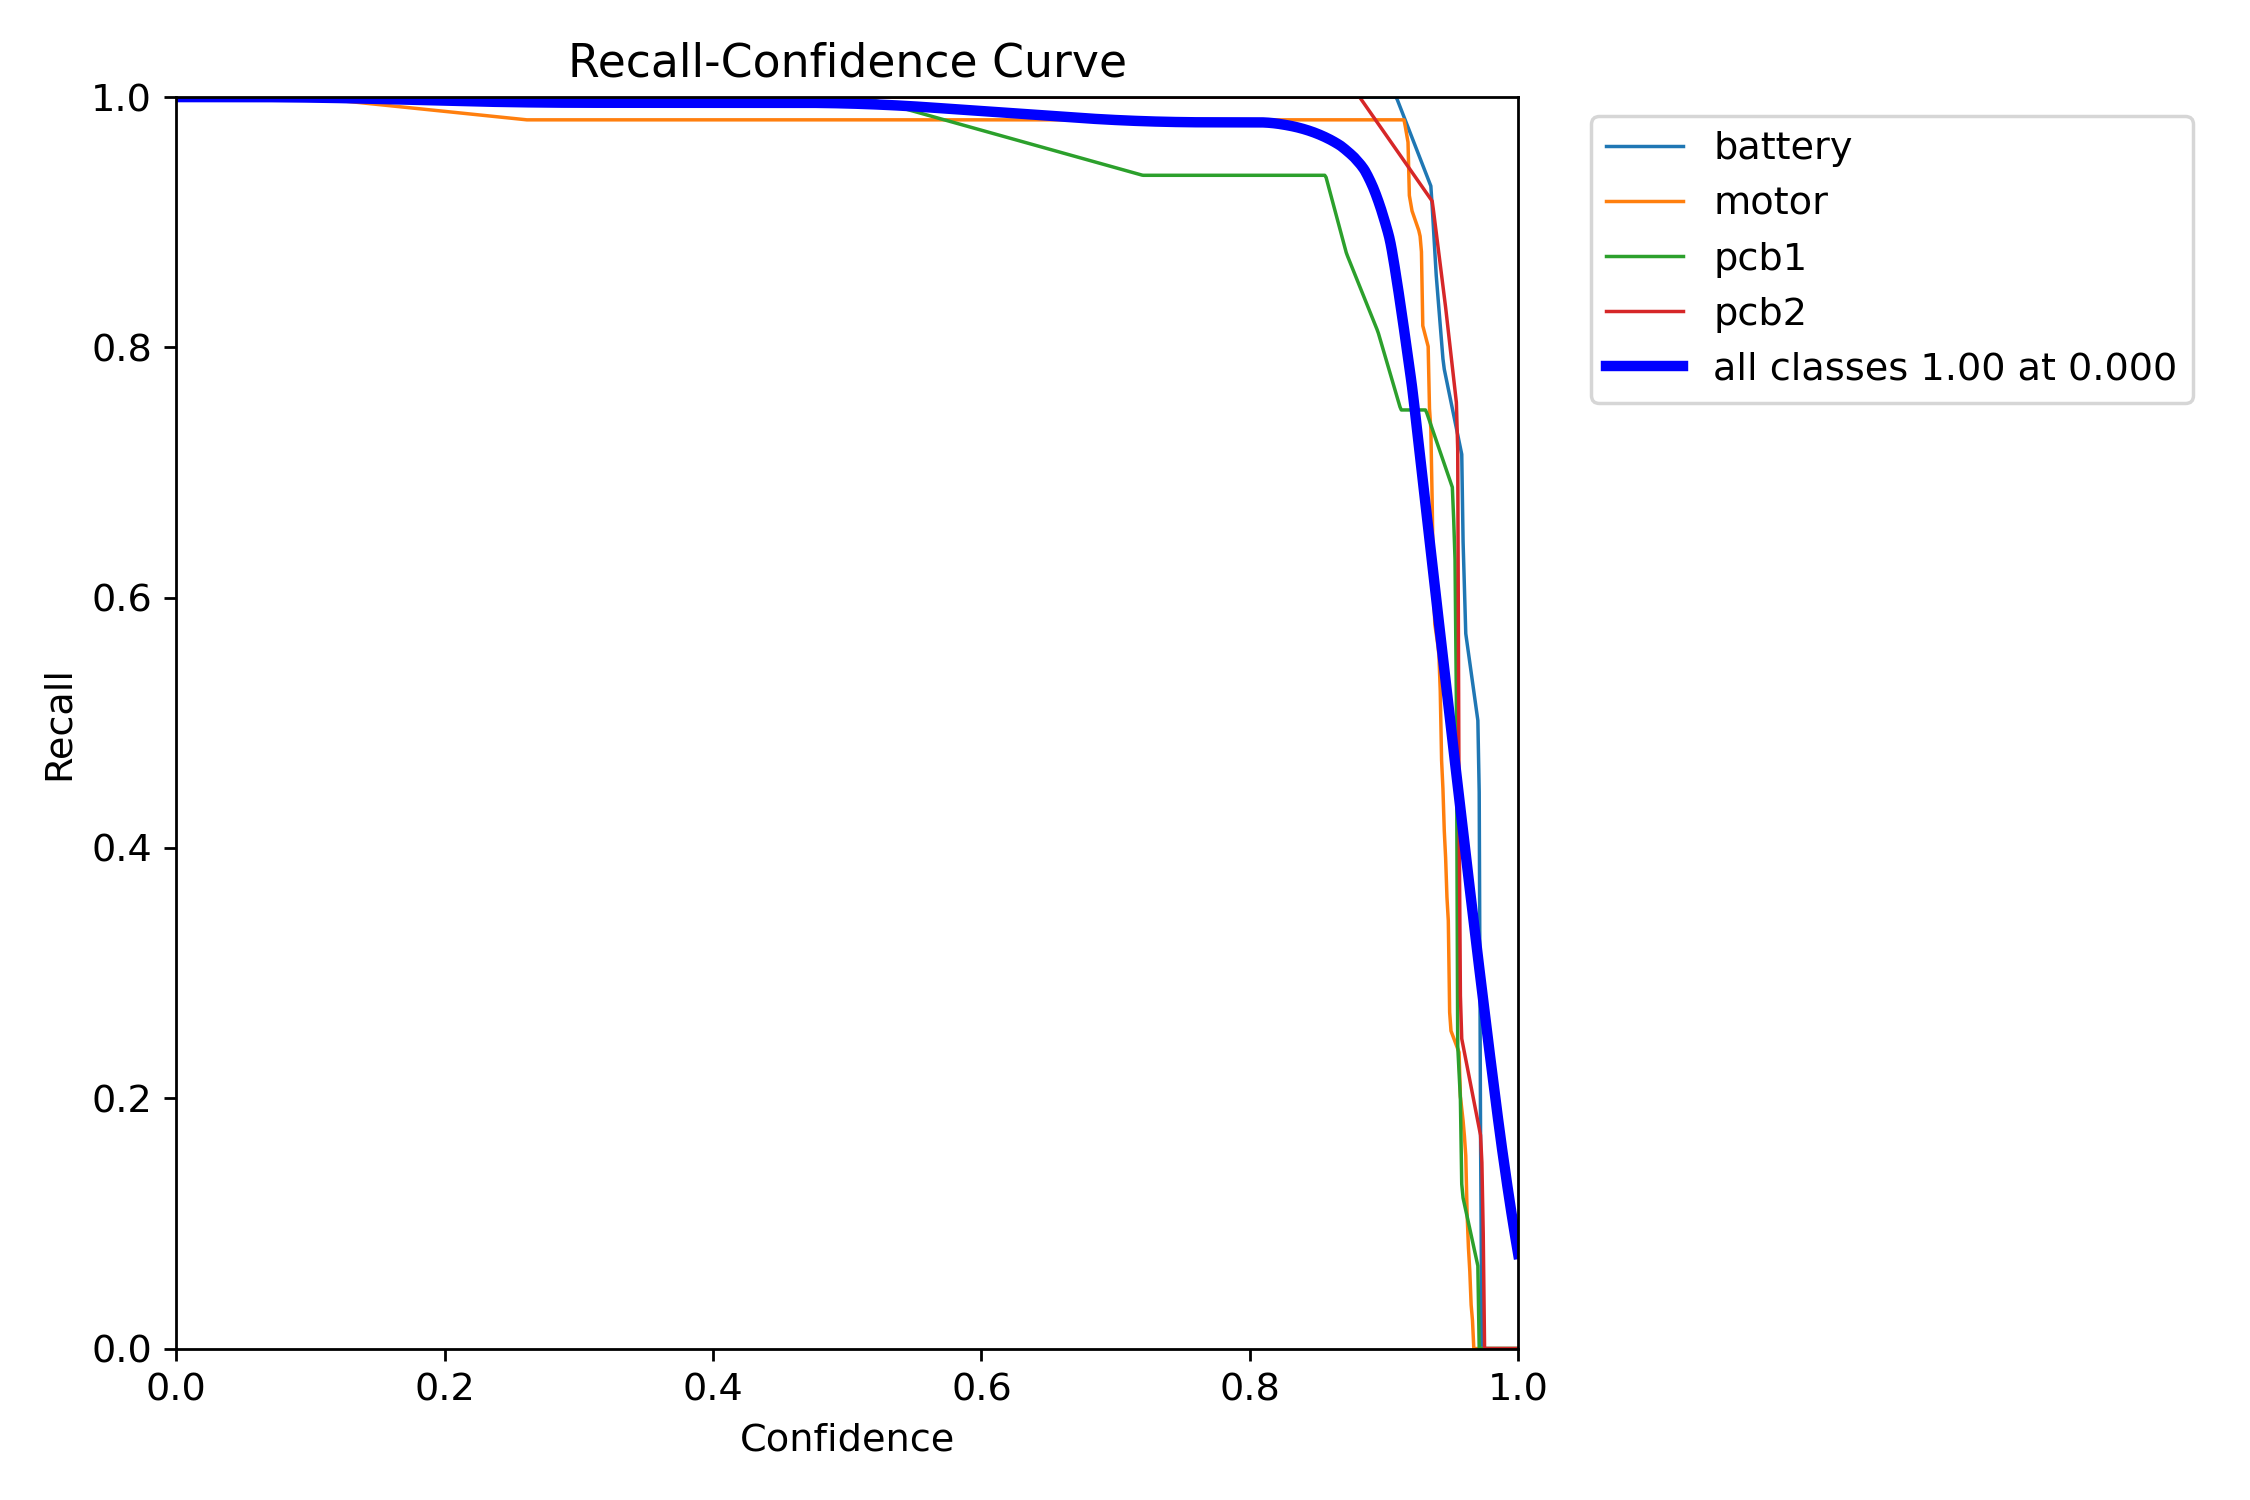 Recall-Confidence Curve
1.0
0.8
0.6
0.4
0.2
0.0
Recall
0.0 0.2 0.4 0.6 0.8 1.0
Confidence
battery
motor
pcb1
pcb2
all classes 1.00 at 0.000